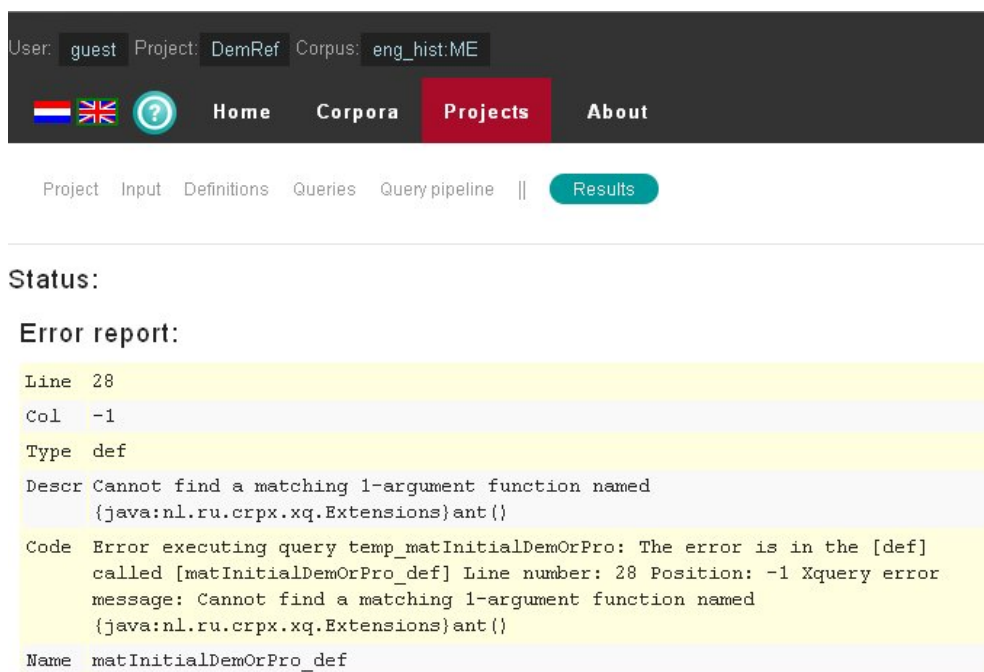 User: guest Project: DemRef Corpus: eng_hist:ME
? Home Corpora Projects About
Project Input Definitions Queries Query pipeline || Results
Status:
Error report:
Line 28
Col -1
Type def
Descr Cannot find a matching 1-argument function named
{java:nl.ru.crpx.xq.Extensions}ant()
Code Error executing query temp_matInitialDemOrPro: The error is in the [def]
called [matInitialDemOrPro_def] Line number: 28 Position: -1 Xquery error
message: Cannot find a matching 1-argument function named
{java:nl.ru.crpx.xq.Extensions}ant()
Name matInitialDemOrPro_def